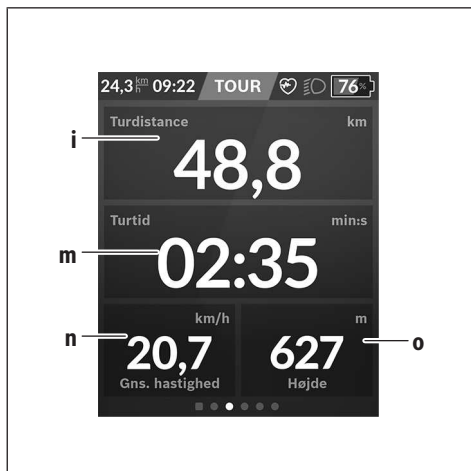 24,3 km/h 09:22 TOUR 76%
Turdistance km
i
48,8
Turtid min:s
m
02:35
km/h m
n
20,7 627 o
Gns. hastighed Højde